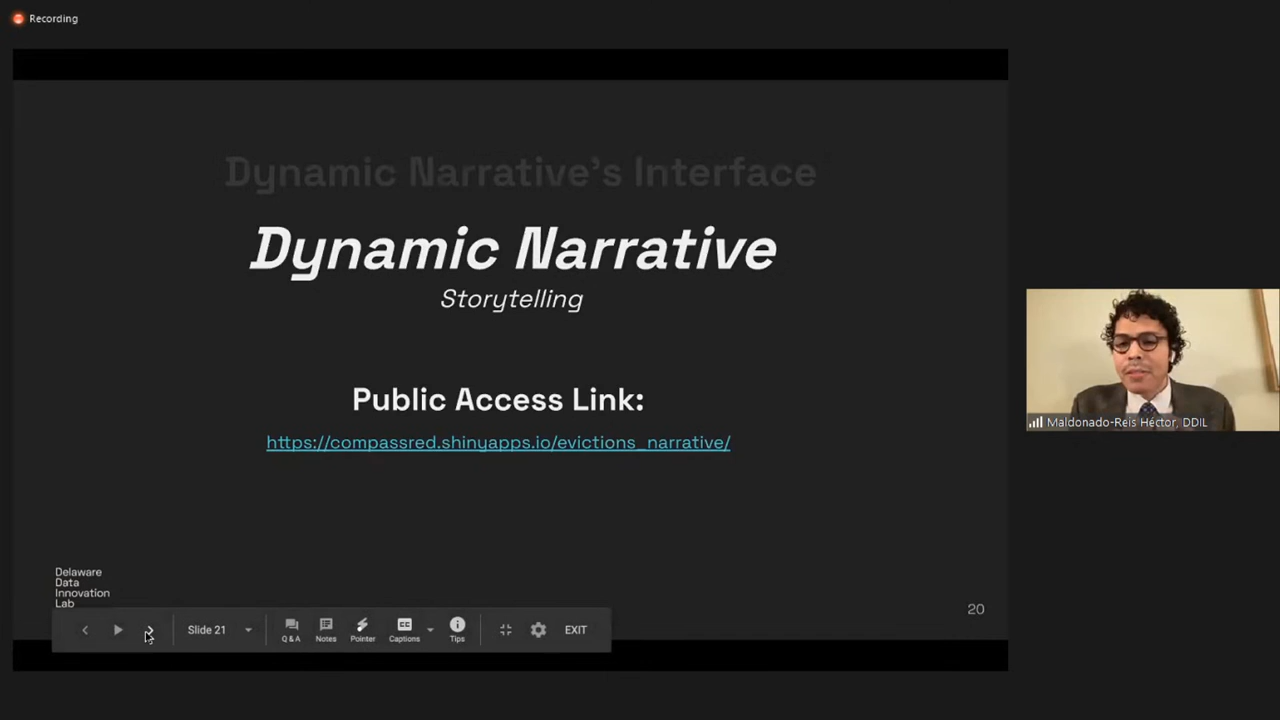 Recording
Dynamic Narrative's Interface
Dynamic Narrative
Storytelling
Public Access Link:
https://compassred.shinyapps.io/evictions_narrative/
Maldonado-Reis Héctor, DDIL
Delaware
Data
Innovation
Lab
20
Slide 21
Q & A
Notes
Pointer
CC
Captions
Tips
EXIT